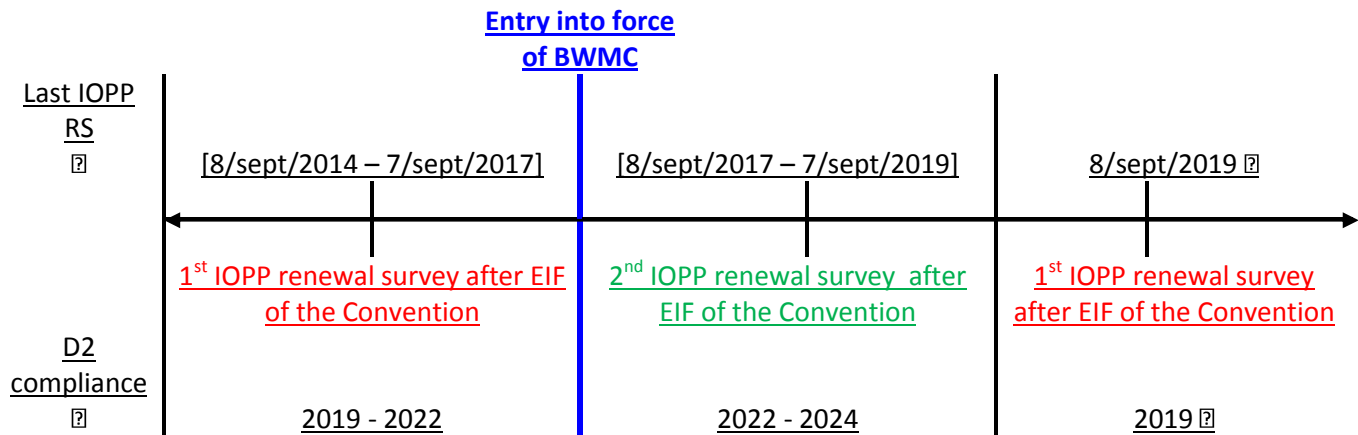 Entry into force
of BWMC
Last IOPP
RS
[8/sept/2014 – 7/sept/2017]
[8/sept/2017 – 7/sept/2019]
8/sept/2019
1st IOPP renewal survey after EIF
of the Convention
2nd IOPP renewal survey after
EIF of the Convention
1st IOPP renewal survey
after EIF of the Convention
D2
compliance
2019 - 2022
2022 - 2024
2019